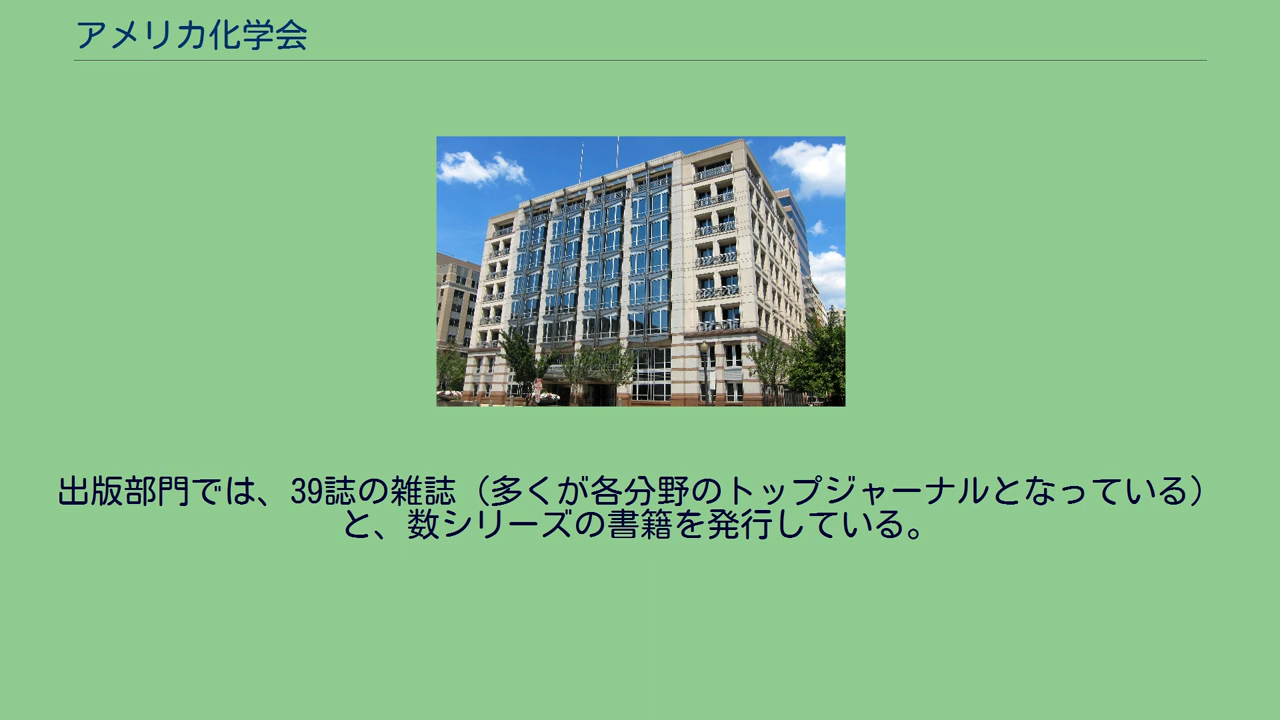 アメリカ化学会
出版部門では、39誌の雑誌（多くが各分野のトップジャーナルとなっている）
と、数シリーズの書籍を発行している。